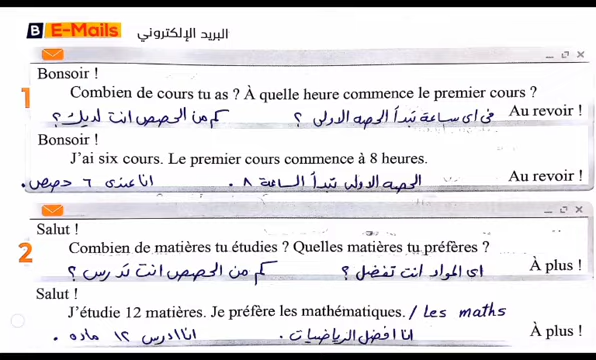 B E-Mails البريد الإلكتروني
Bonsoir !
1 Combien de cours tu as ? À quelle heure commence le premier cours ?
كم من الحصص انت لديك ؟ في اي ساعة تبدأ الحصه الاولى ؟ Au revoir !
Bonsoir !
J'ai six cours. Le premier cours commence à 8 heures.
انا عندى ٦ حصص . الحصه الاولى تبدأ الساعة ٨ . Au revoir !
Salut !
2 Combien de matières tu étudies ? Quelles matières tu préfères ?
كم من الحصص انت تدرس ؟ اى المواد انت تفضل ؟ À plus !
Salut !
J'étudie 12 matières. Je préfère les mathématiques. / Les maths
انا ادرس ١٢ ماده . انا افضل الرياضيات . À plus !